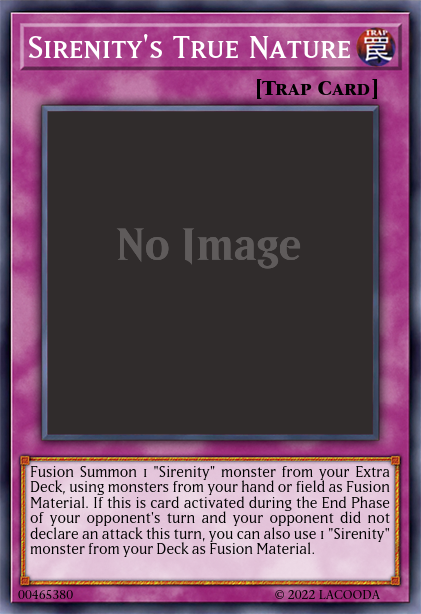 Sirenity's True Nature
TRAP
罠
[Trap Card]
No Image
Fusion Summon 1 "Sirenity" monster from your Extra
Deck, using monsters from your hand or field as Fusion
Material. If this is card activated during the End Phase
of your opponent's turn and your opponent did not
declare an attack this turn, you can also use 1 "Sirenity"
monster from your Deck as Fusion Material.
00465380
© 2022 LACOODA